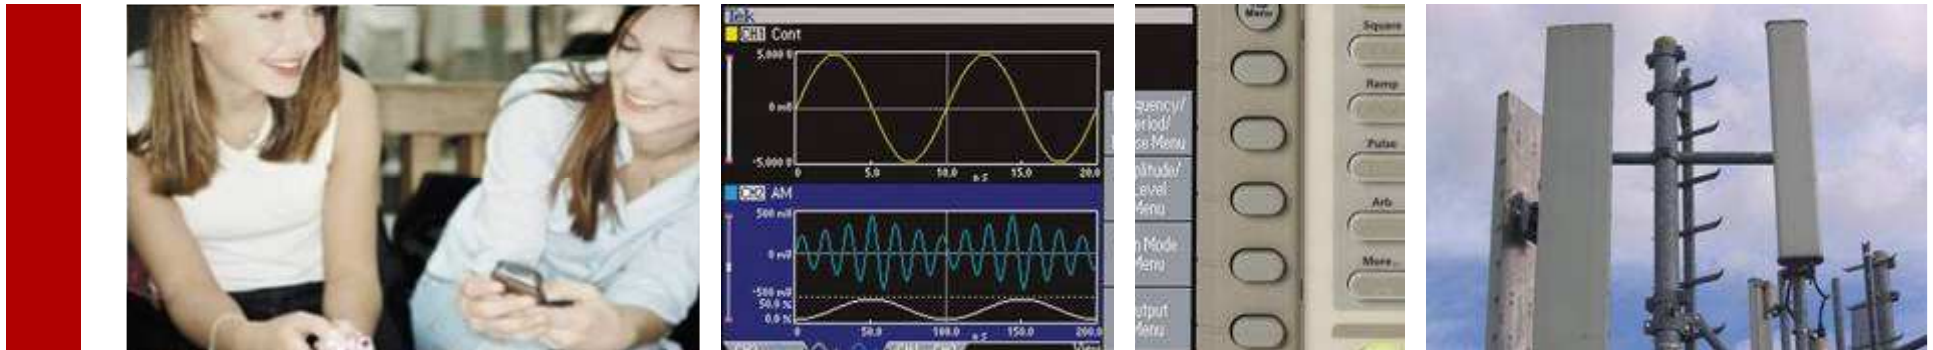 Tek
CH1 Cont
5.000 V
0 mV
-5.000 V
0 5.0 10.0 15.0 20.0
CH2 AM
500 mV
0 mV
-500 mV
50.0 %
0.0 %
0 50.0 100.0 150.0 200.0
quency/
eriod/
se Menu
plitude/
Level
Menu
n Mode
Menu
utput
Menu
Menu
Square
Ramp
Pulse
Arb
More...